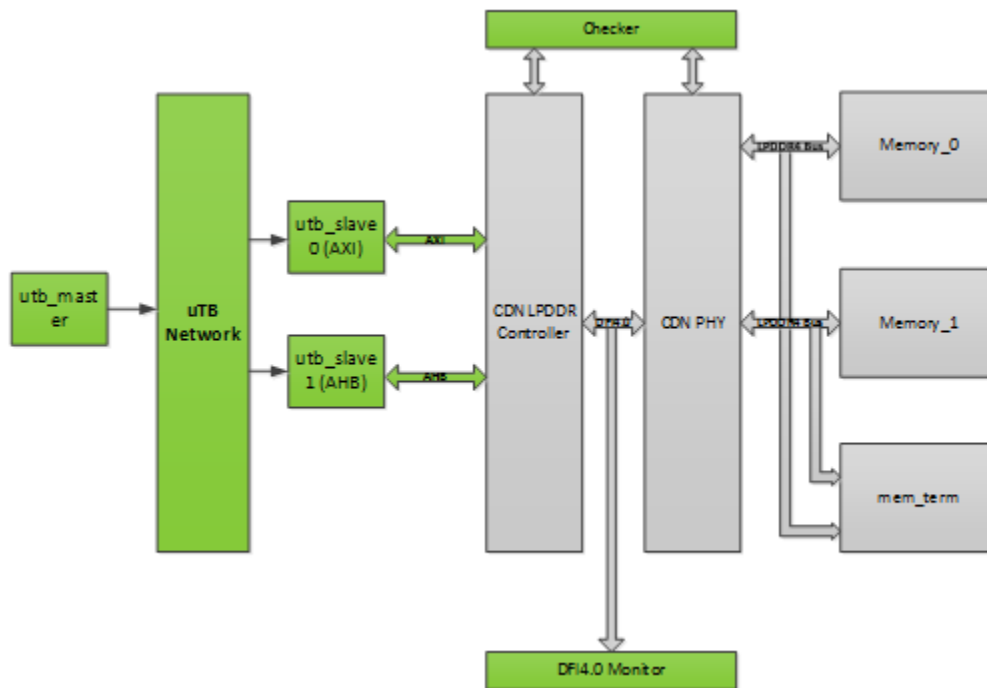 Checker
LPDDR4 Bus
Memory_0
utb_slave
0 (AXI)
AXI
utb_mast
er
uTB
Network
CDN LPDDR
Controller
DFI4.0
CDN PHY
LPDDR4 Bus
Memory_1
utb_slave
1 (AHB)
AHB
mem_term
DFI4.0 Monitor